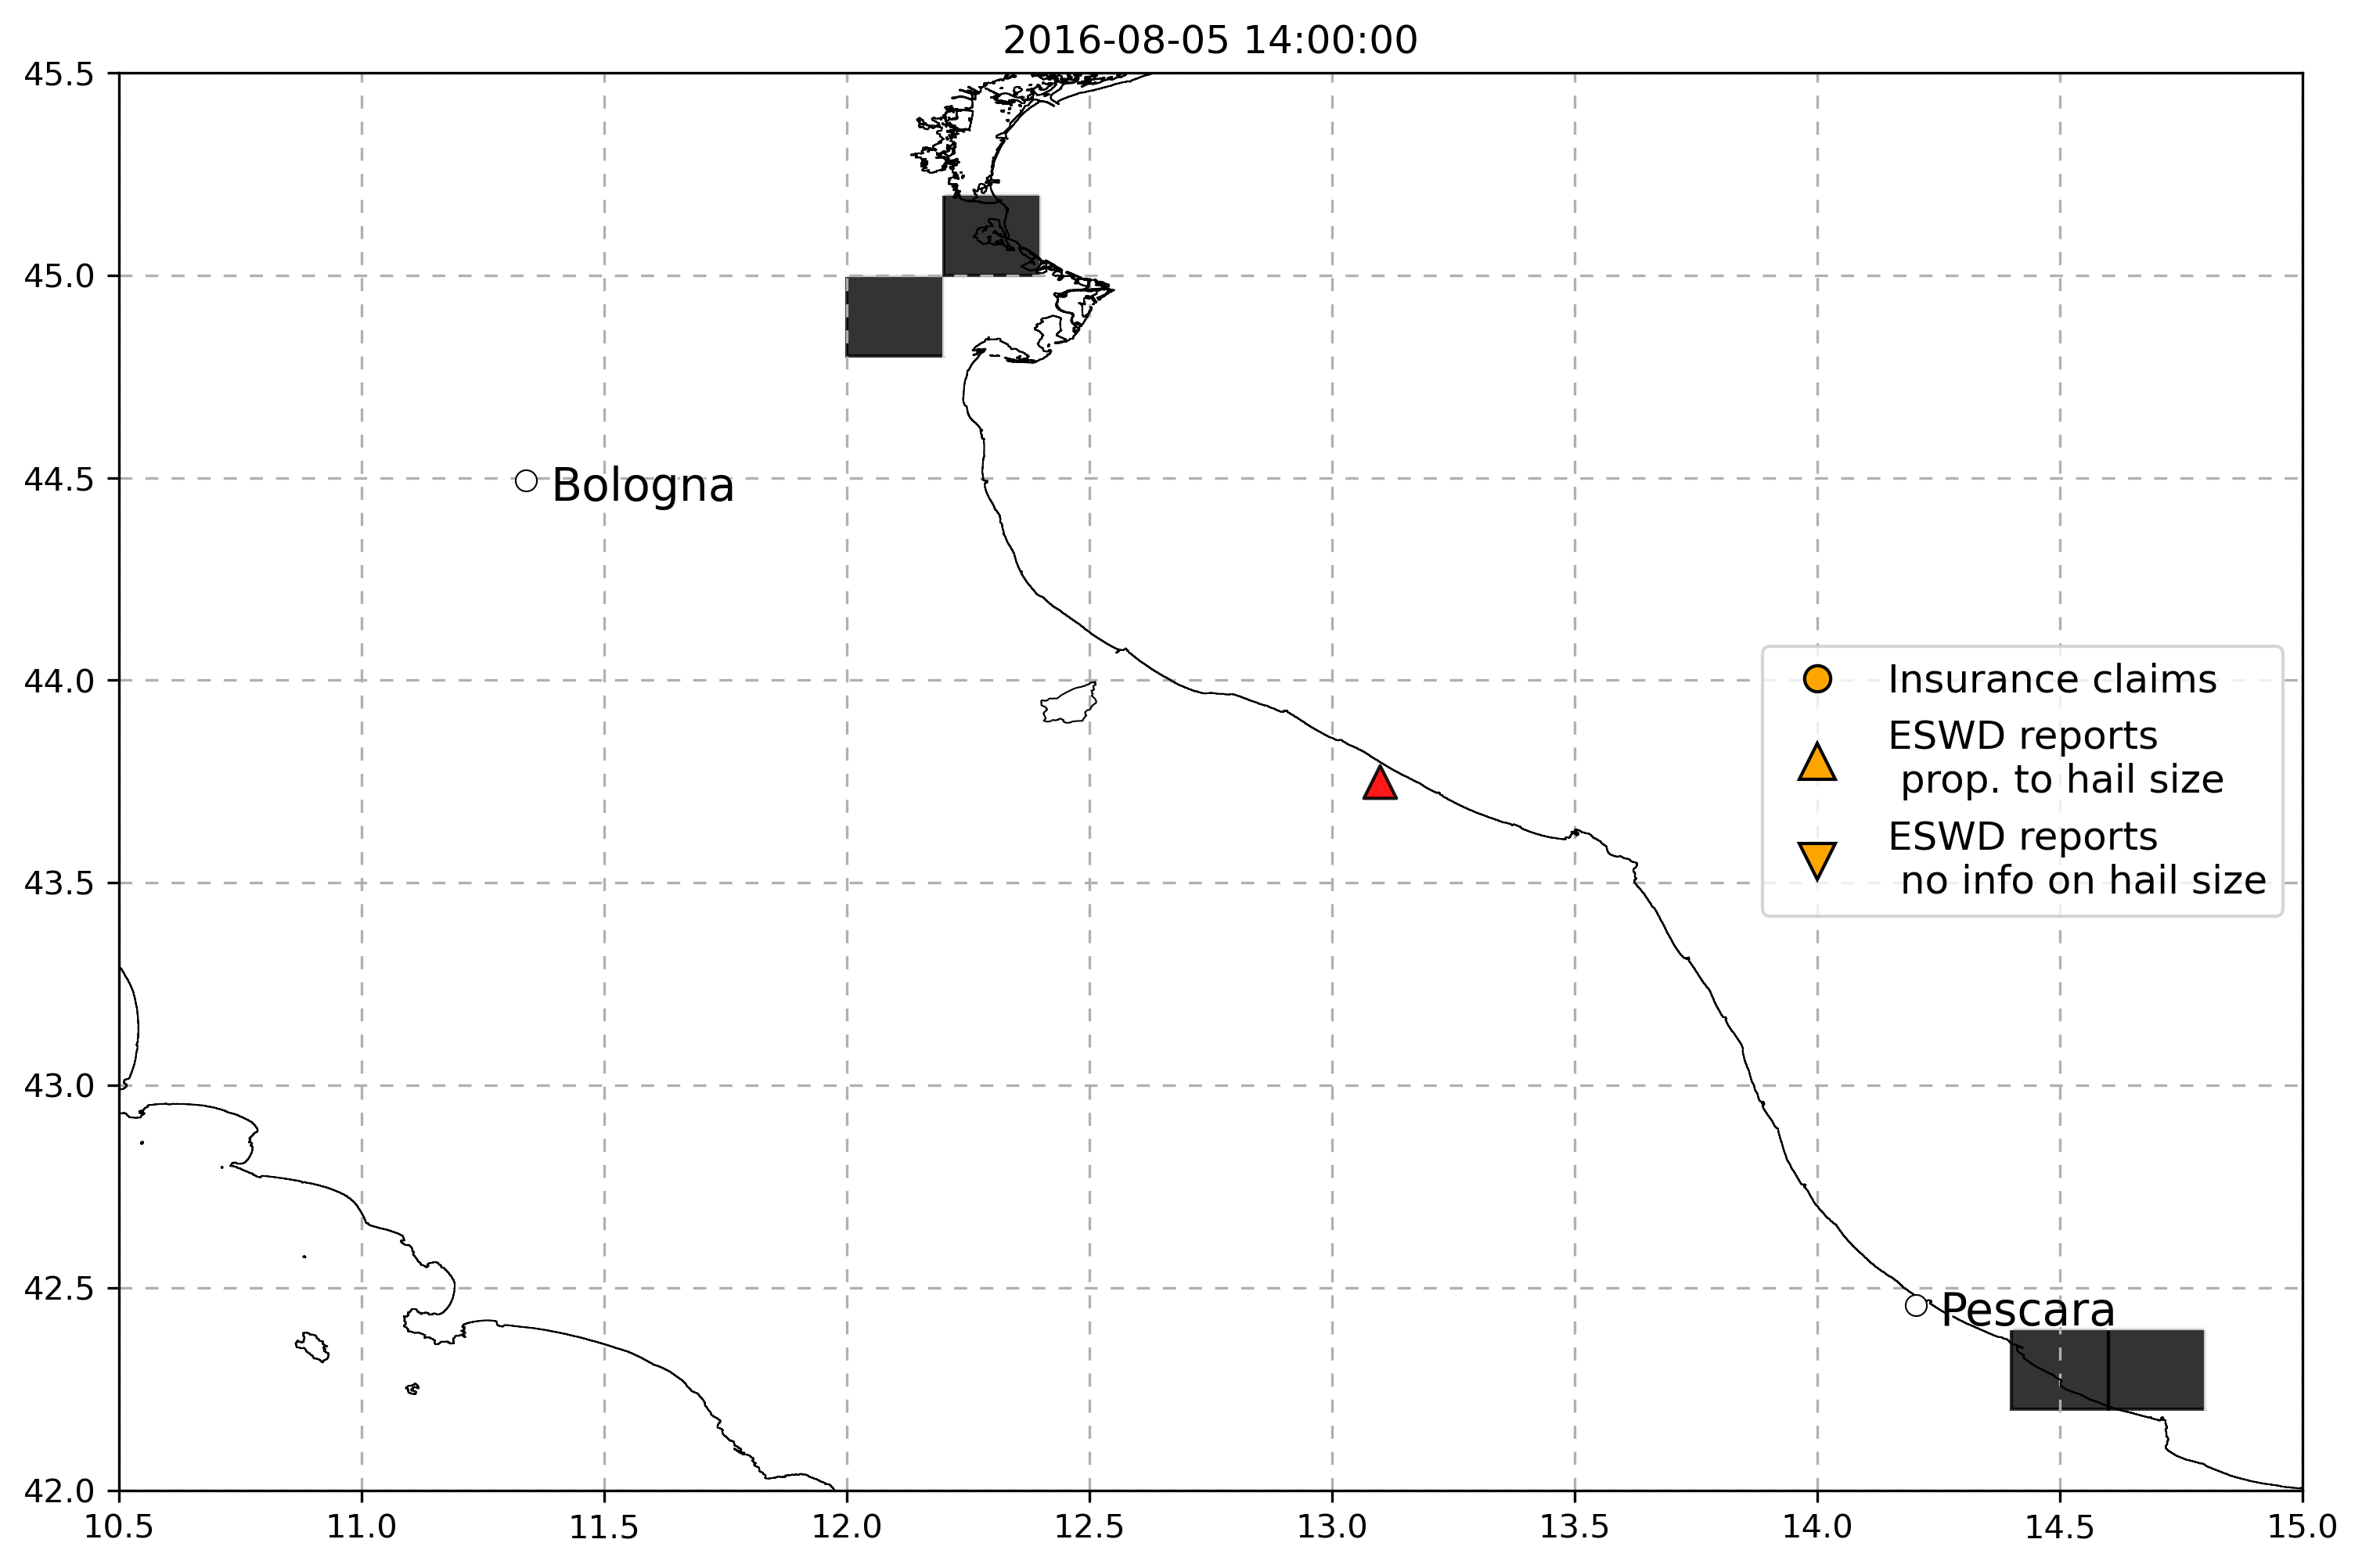 2016-08-05 14:00:00
45.5
45.0
44.5
44.0
43.5
43.0
42.5
42.0
Bologna
Insurance claims
ESWD reports
prop. to hail size
ESWD reports
no info on hail size
Pescara
10.5 11.0 11.5 12.0 12.5 13.0 13.5 14.0 14.5 15.0